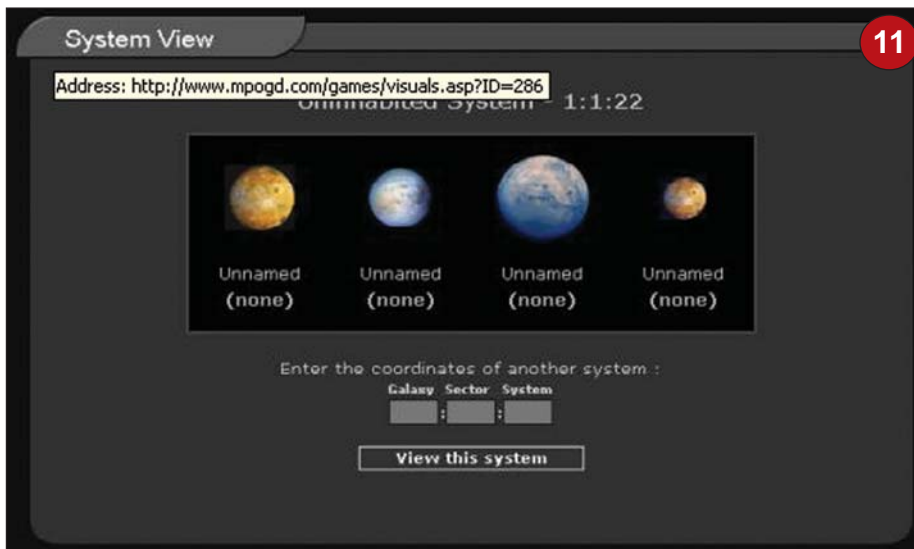 System View
11
Address: http://www.mpogd.com/games/visuals.asp?ID=286
Uninhabited System - 1:1:22
Unnamed Unnamed Unnamed Unnamed
(none) (none) (none) (none)
Enter the coordinates of another system :
Galaxy Sector System
: :
View this system